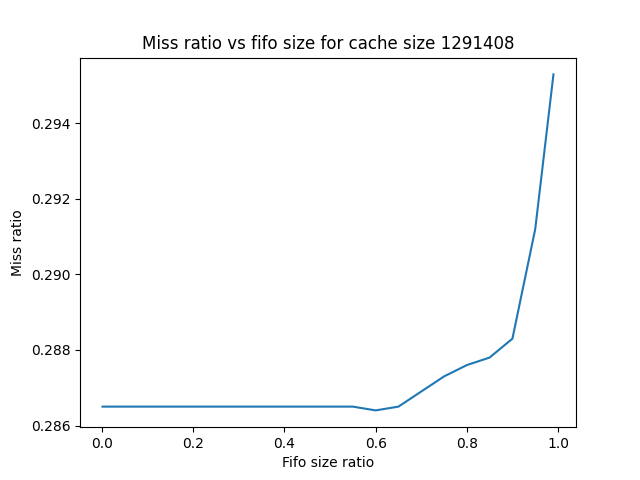 Miss ratio vs fifo size for cache size 1291408
0.294
0.292
0.290
0.288
0.286
Miss ratio
0.0 0.2 0.4 0.6 0.8 1.0
Fifo size ratio